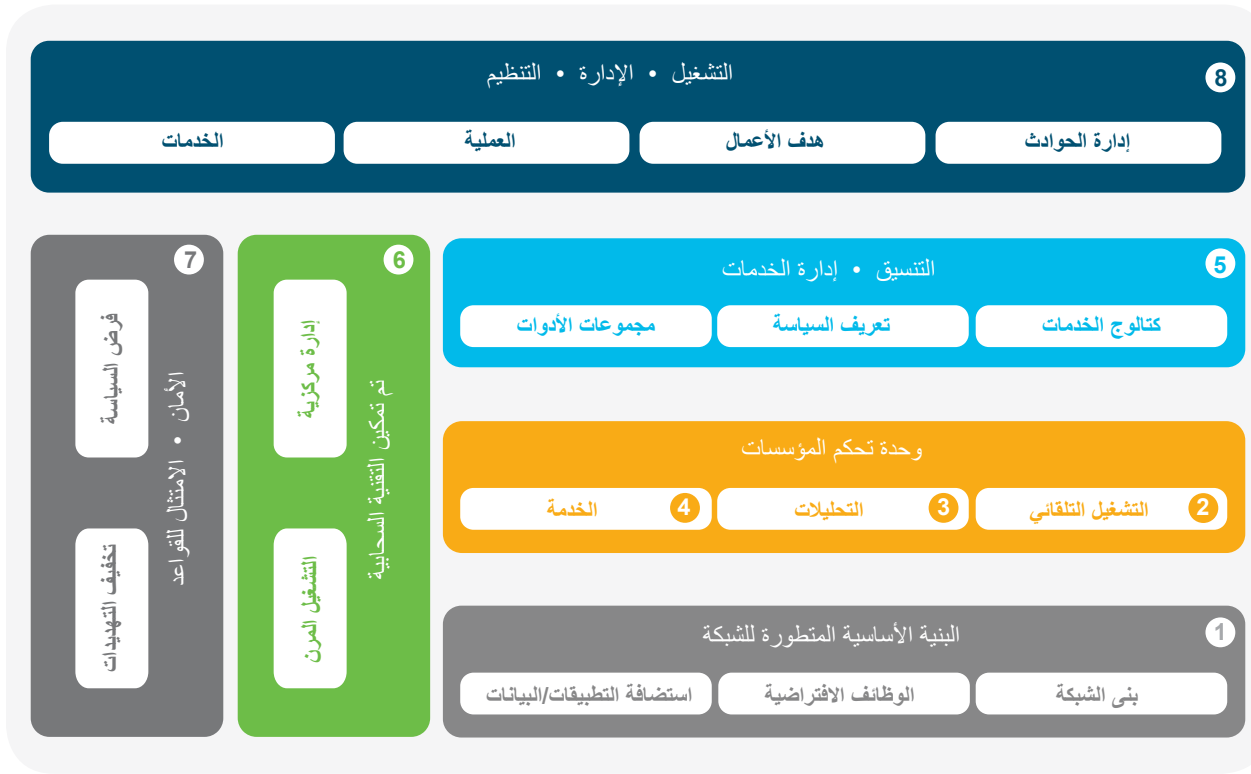 8
التشغيل • الإدارة • التنظيم
إدارة الحوادث
هدف الأعمال
العملية
الخدمات
5
التنسيق • إدارة الخدمات
كتالوج الخدمات
تعريف السياسة
مجموعات الأدوات
وحدة تحكم المؤسسات
2 التشغيل التلقائي
3 التحليلات
4 الخدمة
1
البنية الأساسية المتطورة للشبكة
بنى الشبكة
الوظائف الافتراضية
استضافة التطبيقات/البيانات
6
تم تمكين التقنية السحابية
إدارة مركزية
التشغيل المرن
7
الأمان • الامتثال للقواعد
فرض السياسة
تخفيف التهديدات